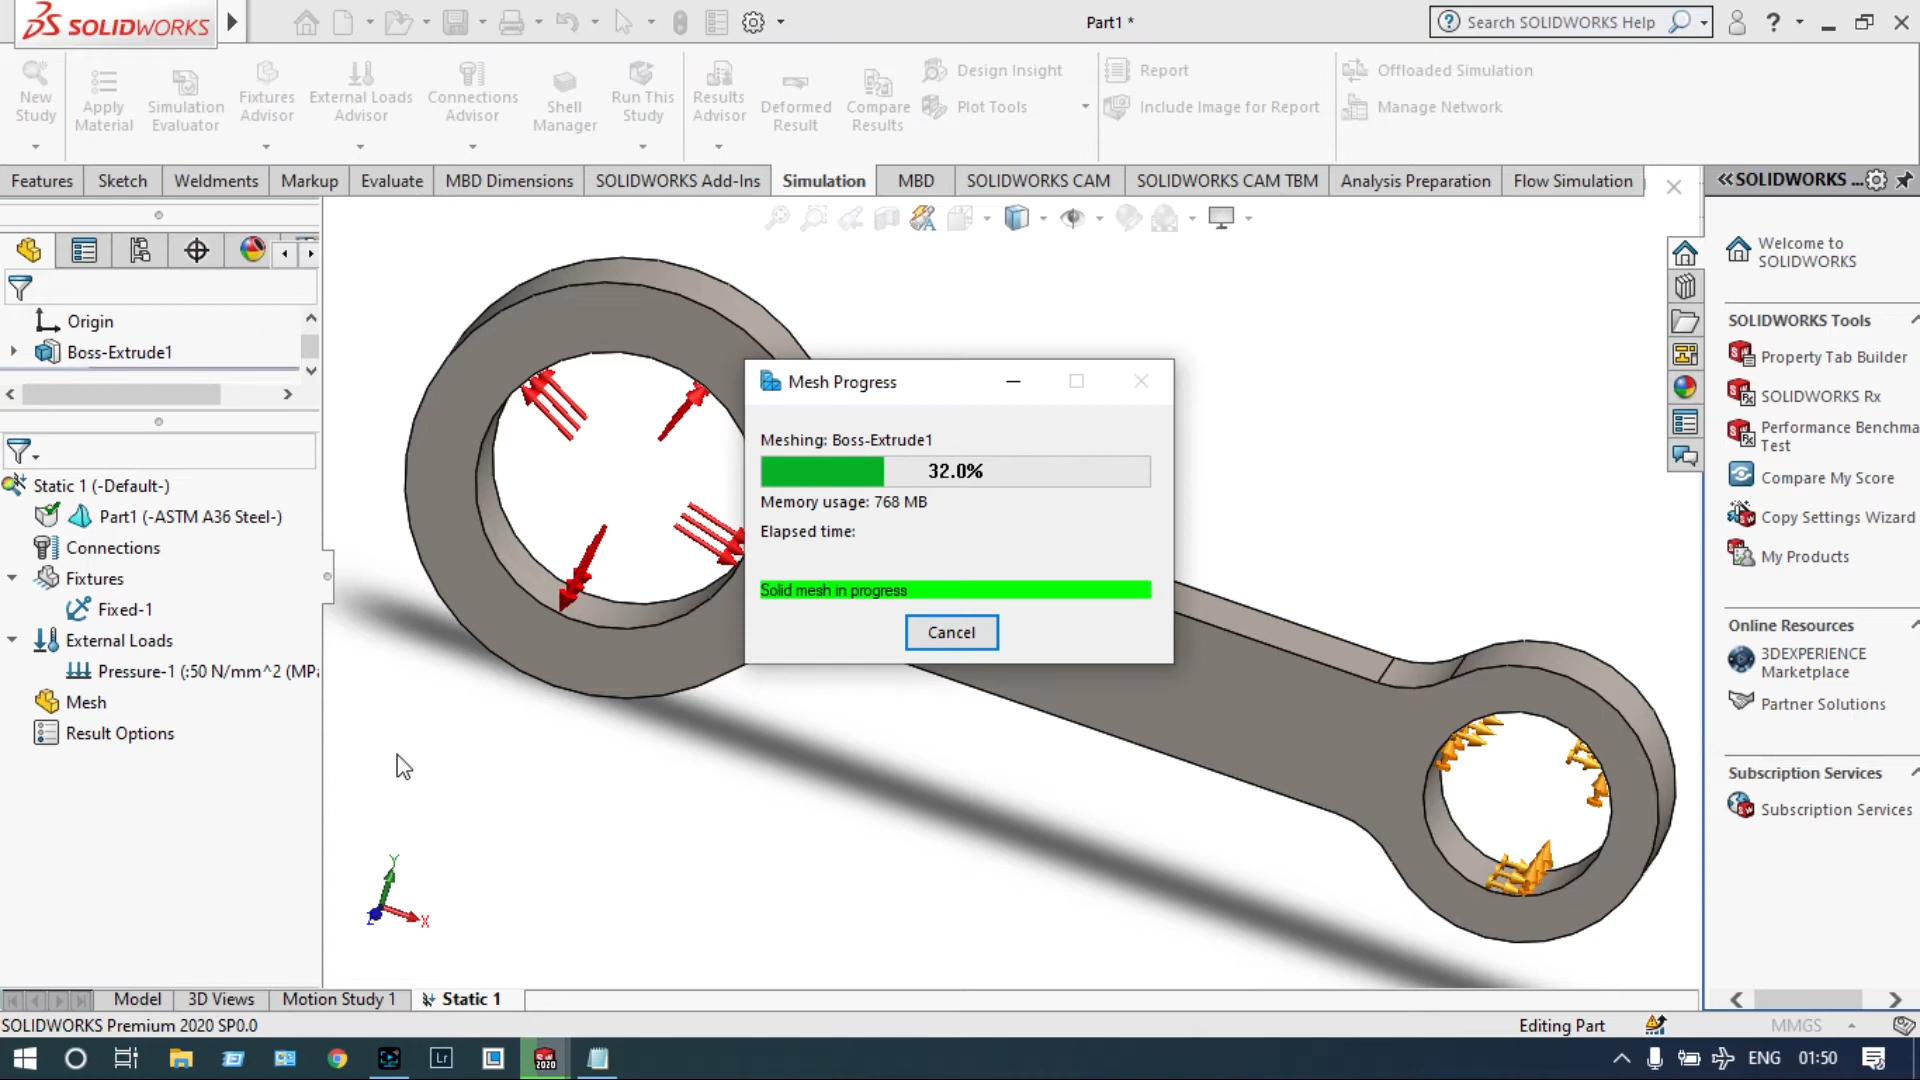 SOLIDWORKS
Part1 *
Search SOLIDWORKS Help
New Study
Apply Material
Simulation Evaluator
Fixtures Advisor
External Loads Advisor
Connections Advisor
Shell Manager
Run This Study
Results Advisor
Deformed Result
Compare Results
Design Insight
Plot Tools
Report
Include Image for Report
Offloaded Simulation
Manage Network
Features
Sketch
Weldments
Markup
Evaluate
MBD Dimensions
SOLIDWORKS Add-Ins
Simulation
MBD
SOLIDWORKS CAM
SOLIDWORKS CAM TBM
Analysis Preparation
Flow Simulation
SOLIDWORKS ...
Origin
Boss-Extrude1
Static 1 (-Default-)
Part1 (-ASTM A36 Steel-)
Connections
Fixtures
Fixed-1
External Loads
Pressure-1 (:50 N/mm^2 (MPa
Mesh
Result Options
Mesh Progress
Meshing: Boss-Extrude1
32.0%
Memory usage: 768 MB
Elapsed time:
Solid mesh in progress
Cancel
Y
X
Z
Welcome to
SOLIDWORKS
SOLIDWORKS Tools
Property Tab Builder
SOLIDWORKS Rx
Performance Benchma
Test
Compare My Score
Copy Settings Wizard
My Products
Online Resources
3DEXPERIENCE
Marketplace
Partner Solutions
Subscription Services
Subscription Services
Model
3D Views
Motion Study 1
Static 1
SOLIDWORKS Premium 2020 SP0.0
Editing Part
MMGS
Lr
SW
2020
ENG
01:50